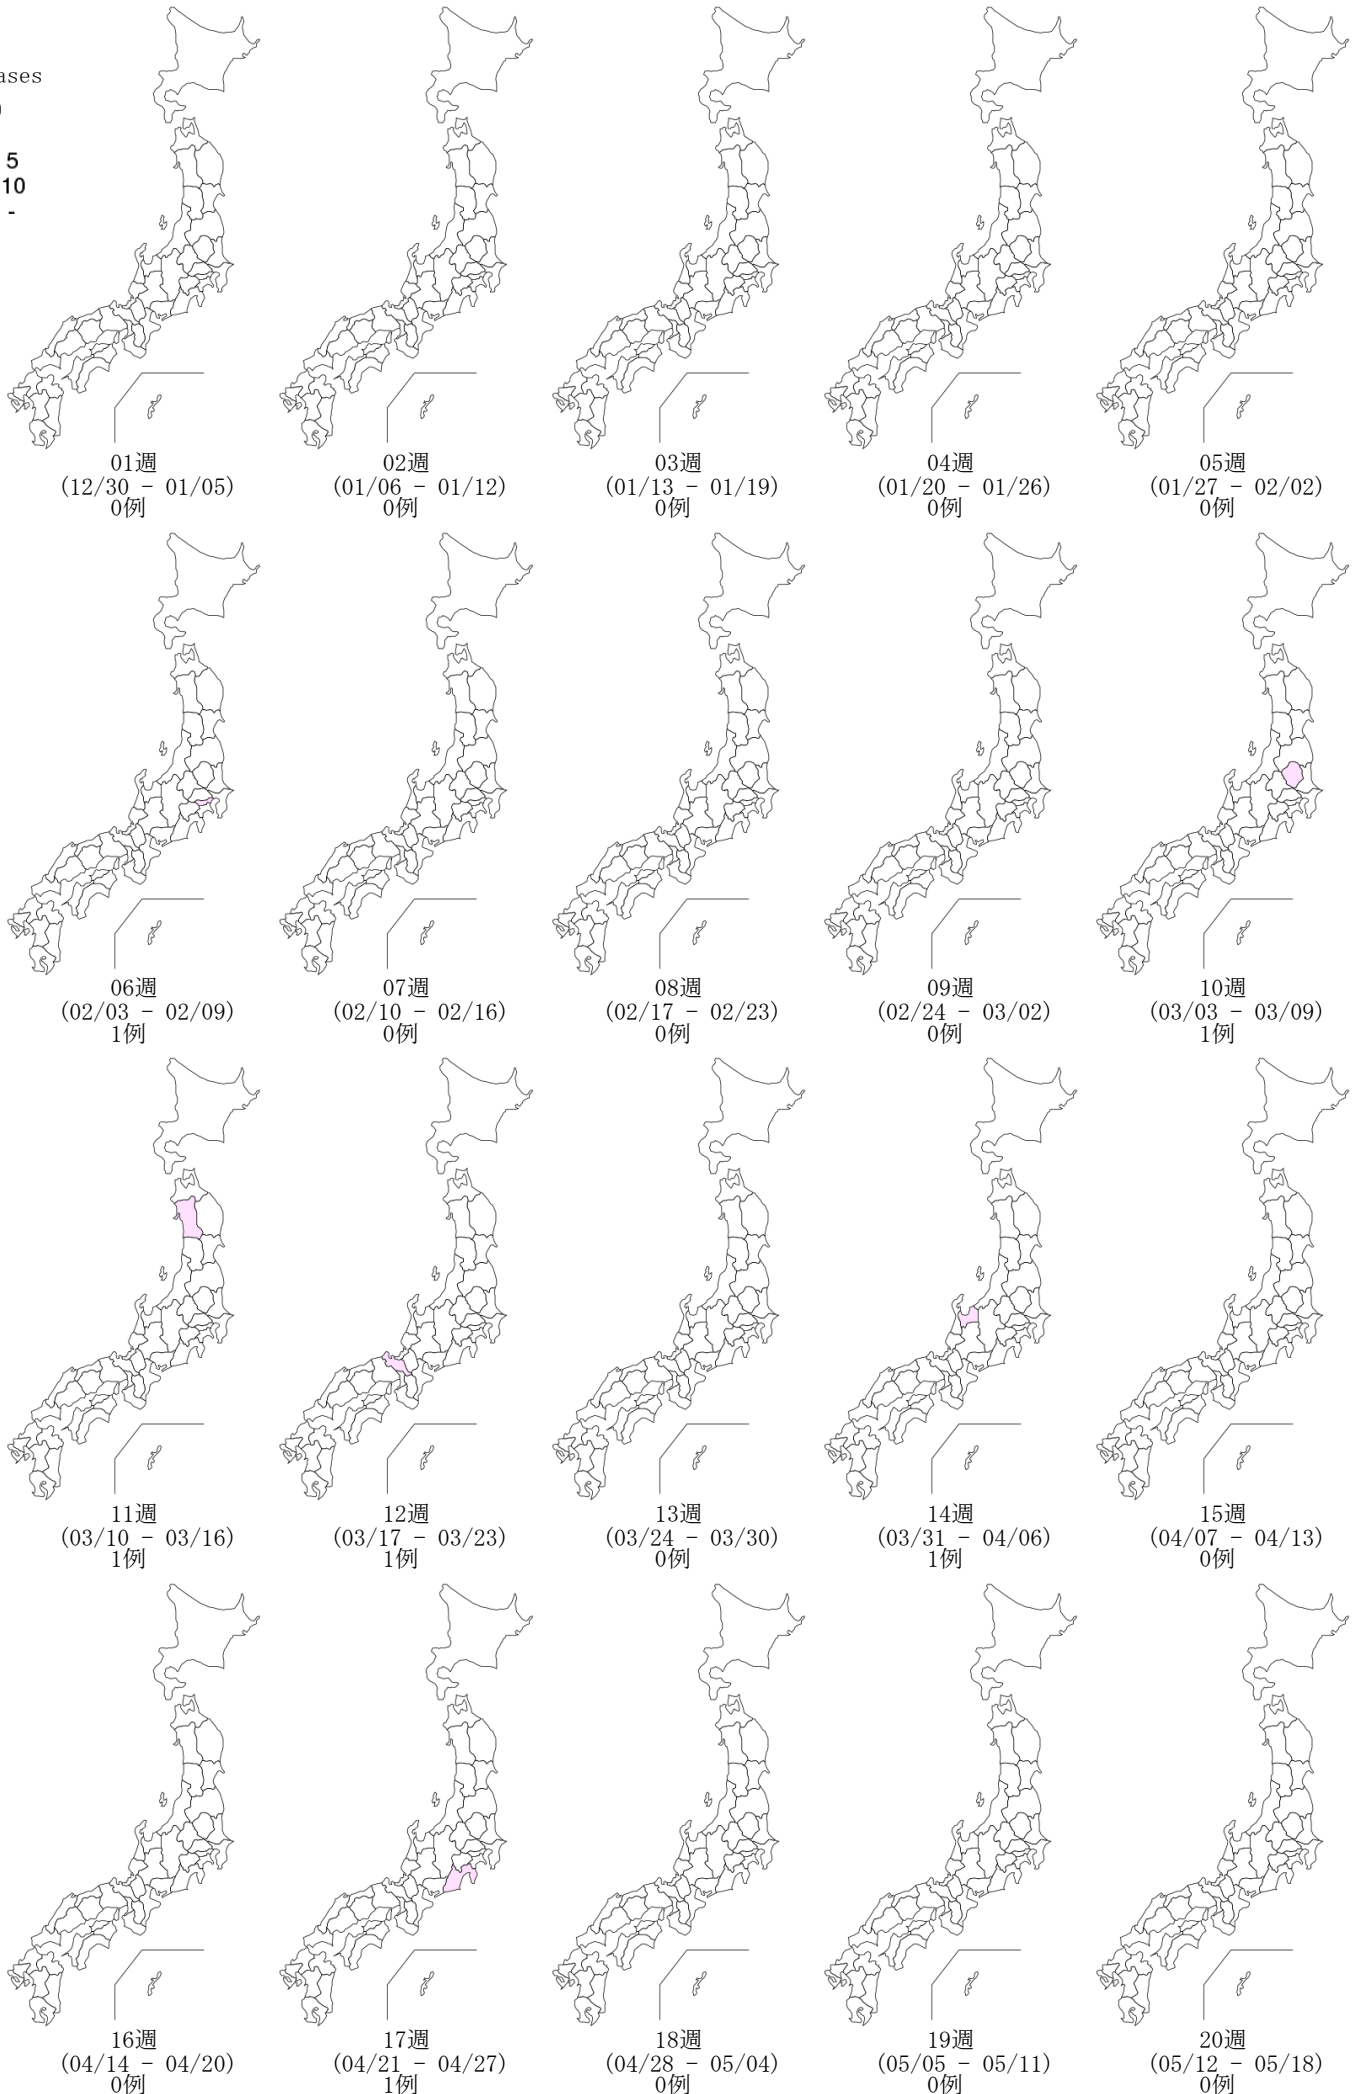 ases
5
10
-
01週
(12/30 - 01/05)
0例
02週
(01/06 - 01/12)
0例
03週
(01/13 - 01/19)
0例
04週
(01/20 - 01/26)
0例
05週
(01/27 - 02/02)
0例
06週
(02/03 - 02/09)
1例
07週
(02/10 - 02/16)
0例
08週
(02/17 - 02/23)
0例
09週
(02/24 - 03/02)
0例
10週
(03/03 - 03/09)
1例
11週
(03/10 - 03/16)
1例
12週
(03/17 - 03/23)
1例
13週
(03/24 - 03/30)
0例
14週
(03/31 - 04/06)
1例
15週
(04/07 - 04/13)
0例
16週
(04/14 - 04/20)
0例
17週
(04/21 - 04/27)
1例
18週
(04/28 - 05/04)
0例
19週
(05/05 - 05/11)
0例
20週
(05/12 - 05/18)
0例